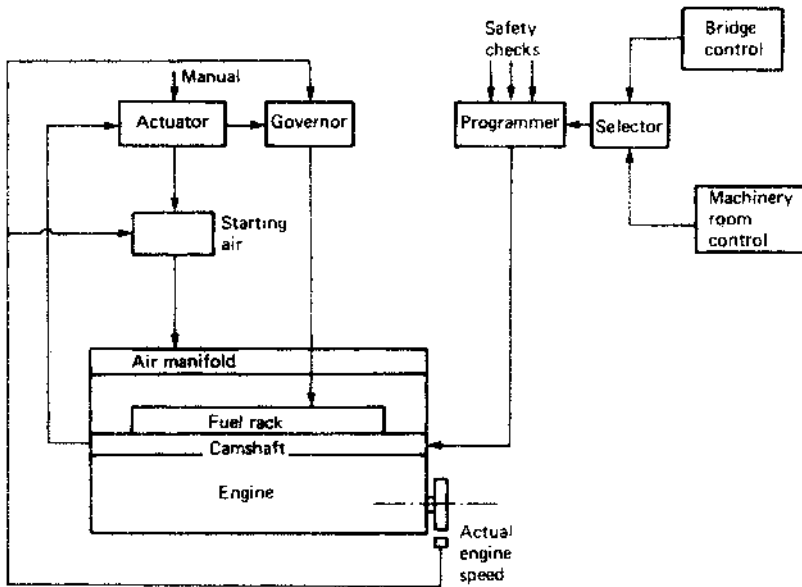 Safety
checks
Bridge
control
Manual
Actuator
Governor
Programmer
Selector
Starting
air
Machinery
room
control
Air manifold
Fuel rack
Camshaft
Engine
Actual
engine
speed